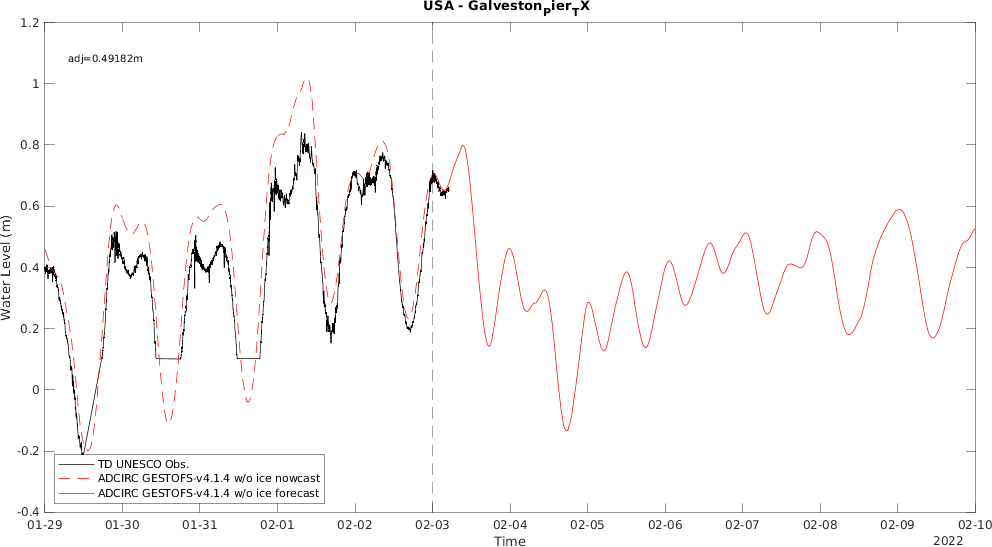 USA - Galveston_Pier_TX
adj=0.49182m
Water Level (m)
1.2
1
0.8
0.6
0.4
0.2
0
-0.2
-0.4
TD UNESCO Obs.
ADCIRC GESTOFS-v4.1.4 w/o ice nowcast
ADCIRC GESTOFS-v4.1.4 w/o ice forecast
01-29 01-30 01-31 02-01 02-02 02-03 02-04 02-05 02-06 02-07 02-08 02-09 02-10
Time
2022